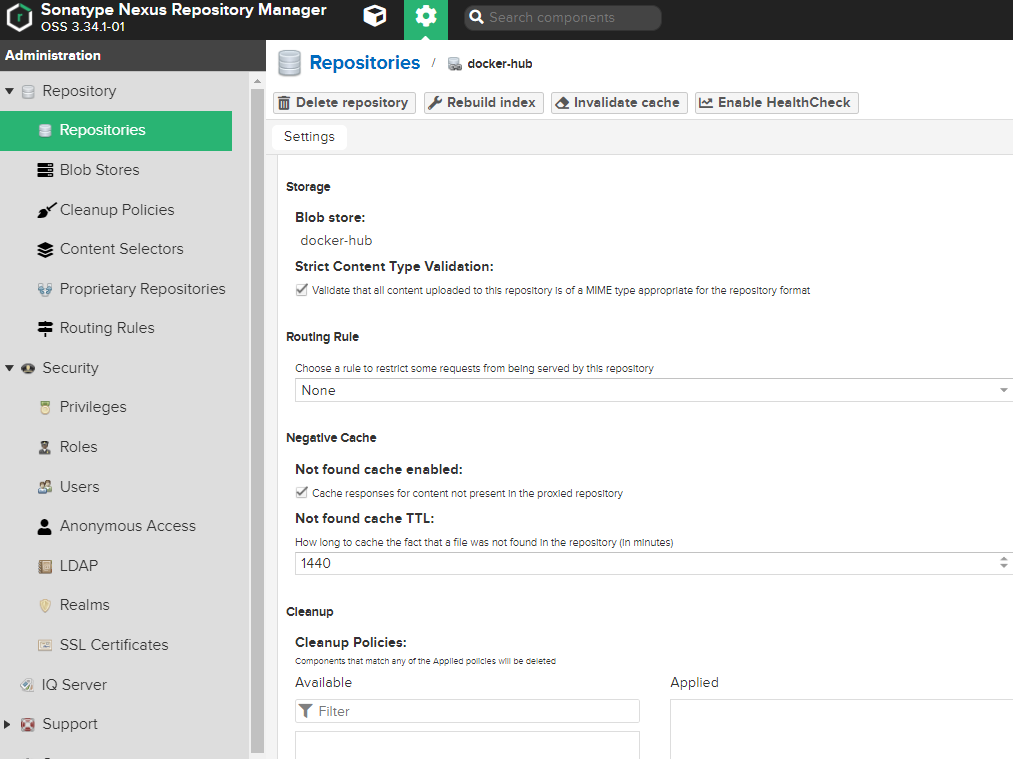 Sonatype Nexus Repository Manager
OSS 3.34.1-01
Search components
Administration
Repository
Repositories
Blob Stores
Cleanup Policies
Content Selectors
Proprietary Repositories
Routing Rules
Security
Privileges
Roles
Users
Anonymous Access
LDAP
Realms
SSL Certificates
IQ Server
Support
Repositories / docker-hub
Delete repository Rebuild index Invalidate cache Enable HealthCheck
Settings
Storage
Blob store:
docker-hub
Strict Content Type Validation:
Validate that all content uploaded to this repository is of a MIME type appropriate for the repository format
Routing Rule
Choose a rule to restrict some requests from being served by this repository
None
Negative Cache
Not found cache enabled:
Cache responses for content not present in the proxied repository
Not found cache TTL:
How long to cache the fact that a file was not found in the repository (in minutes)
1440
Cleanup
Cleanup Policies:
Components that match any of the Applied policies will be deleted
Available Applied
Filter